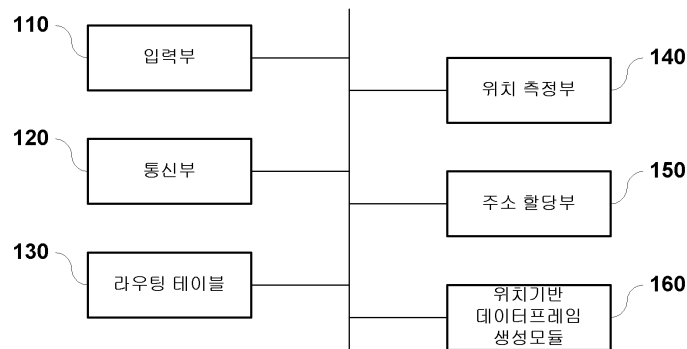 110
입력부
140
위치 측정부
120
통신부
150
주소 할당부
130
라우팅 테이블
160
위치기반
데이터프레임
생성모듈